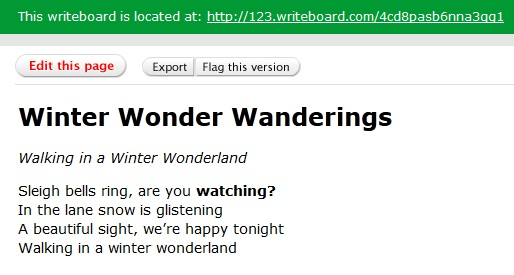 This writeboard is located at: http://123.writeboard.com/4cd8pasb6nna3qq1
Edit this page Export Flag this version
Winter Wonder Wanderings
Walking in a Winter Wonderland
Sleigh bells ring, are you watching?
In the lane snow is glistening
A beautiful sight, we’re happy tonight
Walking in a winter wonderland